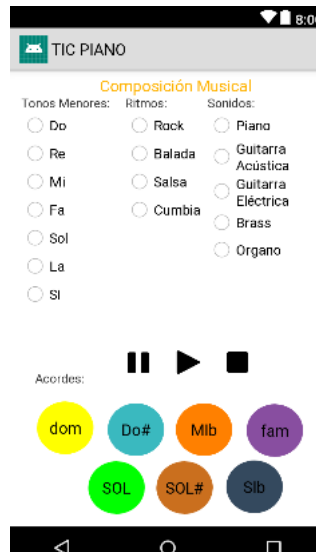 8:00
TIC PIANO
Composición Musical
Tonos Menores: Ritmos: Sonidos:
Do Rock Piano
Re Balada Guitarra Acústica
Mi Salsa Guitarra Eléctrica
Fa Cumbia Brass
Sol Organo
La
SI
Acordes:
dom Do# MIb fam
SOL SOL# SIb